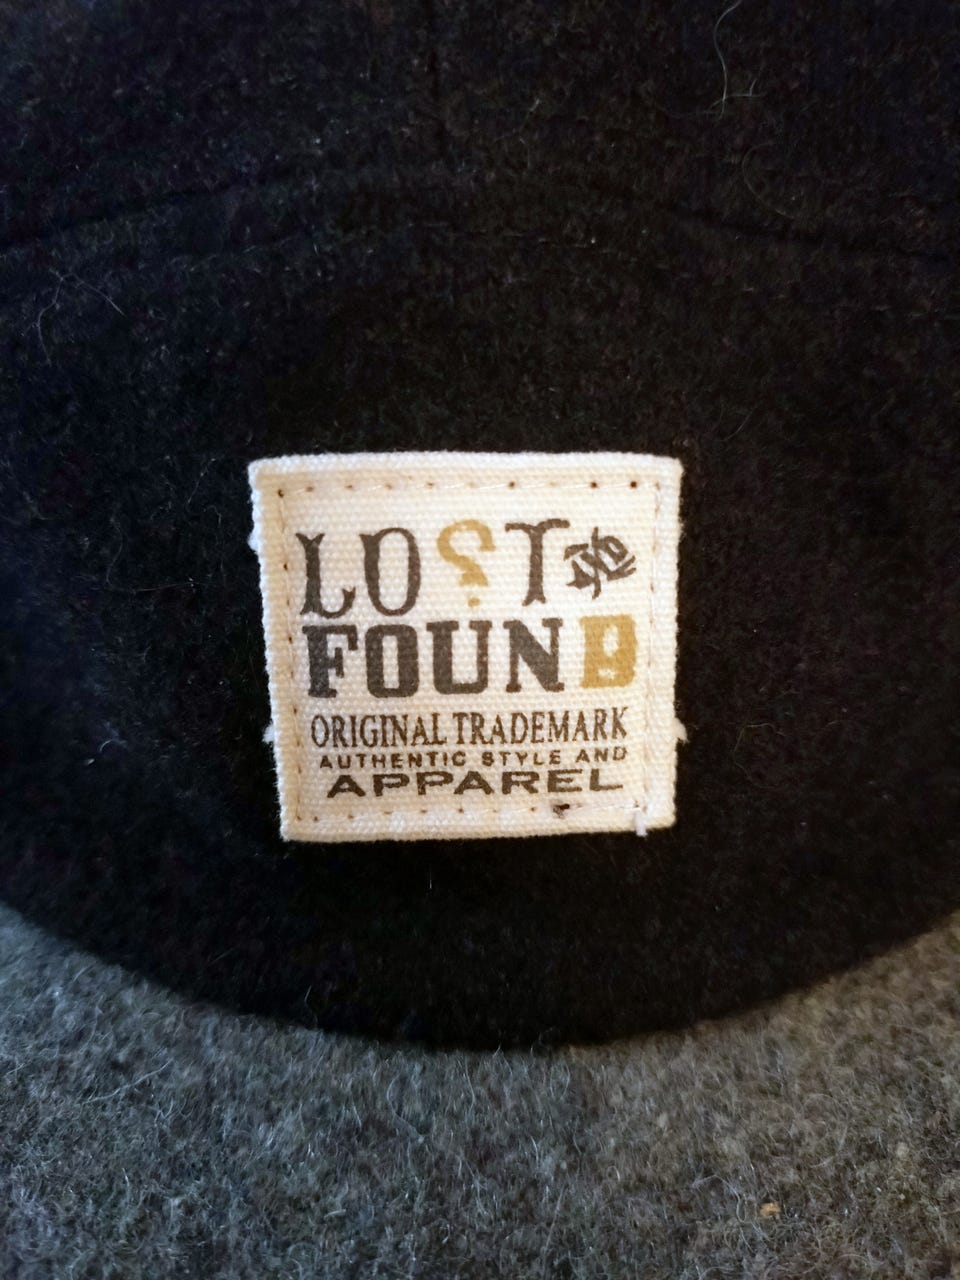 LO?T
FOUND
ORIGINAL TRADEMARK
AUTHENTIC STYLE AND
APPAREL